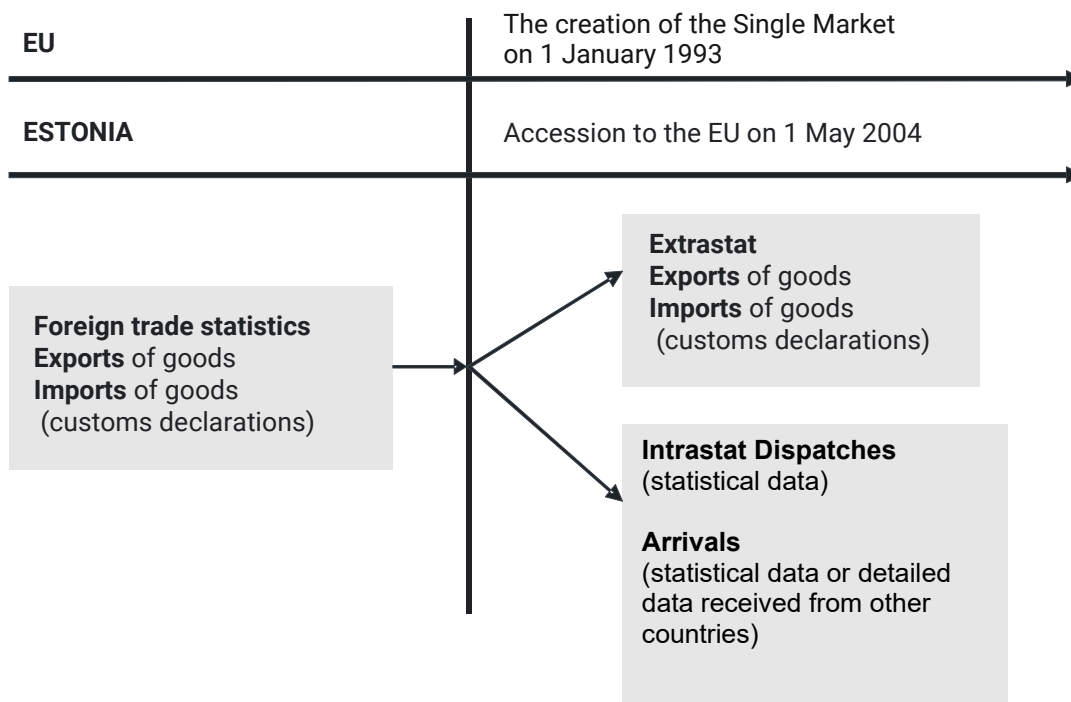 EU
The creation of the Single Market
on 1 January 1993
ESTONIA
Accession to the EU on 1 May 2004
Foreign trade statistics
Exports of goods
Imports of goods
(customs declarations)
Extrastat
Exports of goods
Imports of goods
(customs declarations)
Intrastat Dispatches
(statistical data)
Arrivals
(statistical data or detailed
data received from other
countries)